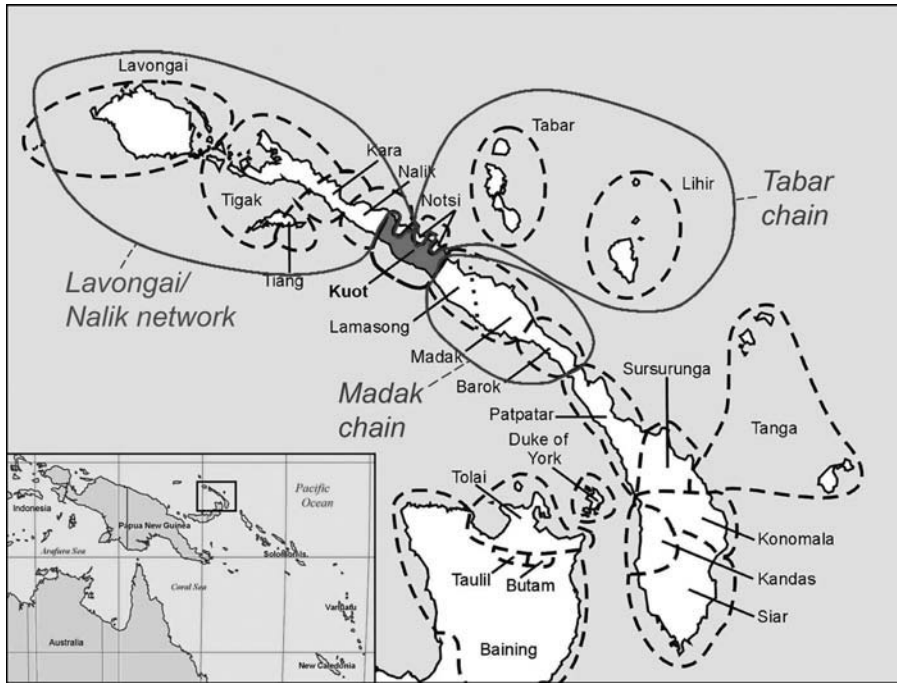 Lavongai
Tabar
Kara
Nalik
Lihir
Notsi
Tabar
chain
Tigak
Tiang
Kuot
Lavongai/
Nalik network
Lamasong
Madak
Barok
Madak
chain
Sursurunga
Patpatar
Tanga
Duke of
York
Tolai
Konomala
Taulil
Butam
Kandas
Siar
Baining
Pacific
Ocean
Indonesia
Papua New Guinea
Arafura Sea
Solomon Is.
Coral Sea
Vanuatu
Australia
New Caledonia